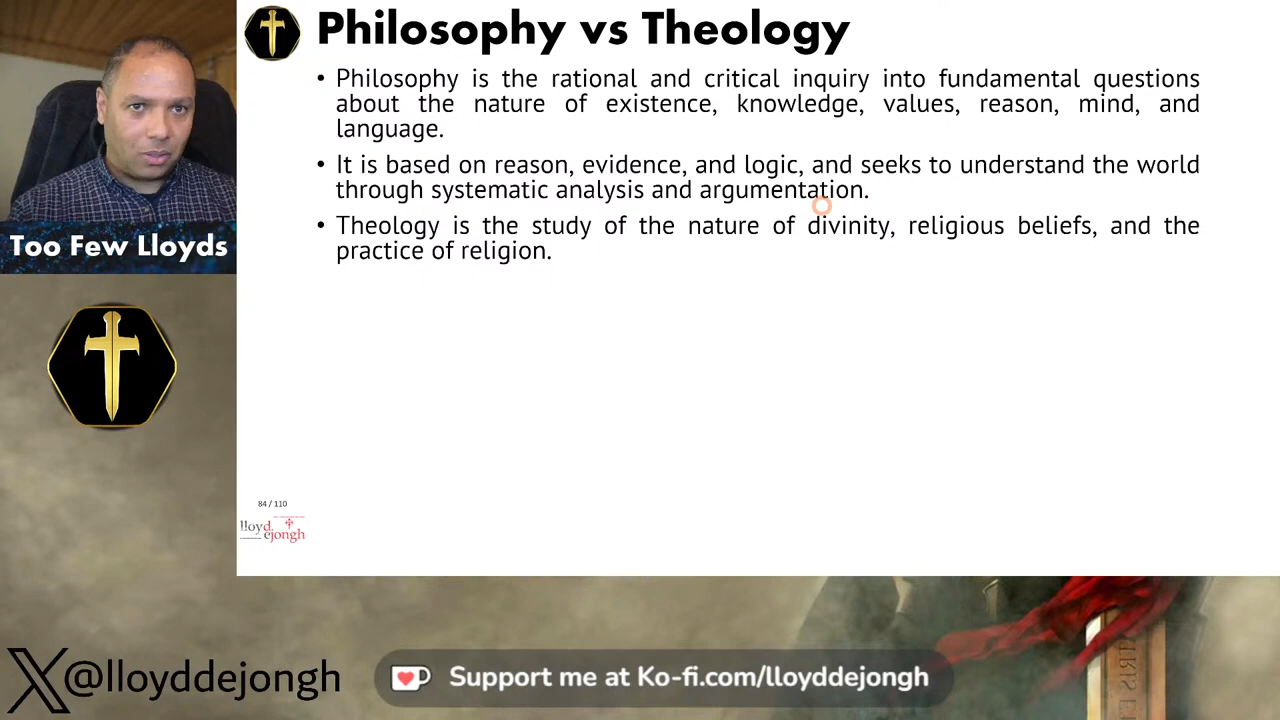 Philosophy vs Theology
• Philosophy is the rational and critical inquiry into fundamental questions
about the nature of existence, knowledge, values, reason, mind, and
language.
• It is based on reason, evidence, and logic, and seeks to understand the world
through systematic analysis and argumentation.
• Theology is the study of the nature of divinity, religious beliefs, and the
practice of religion.
Too Few Lloyds
84 / 110
lloyd
ejongh
X@lloyddejongh
Support me at Ko-fi.com/lloyddejongh